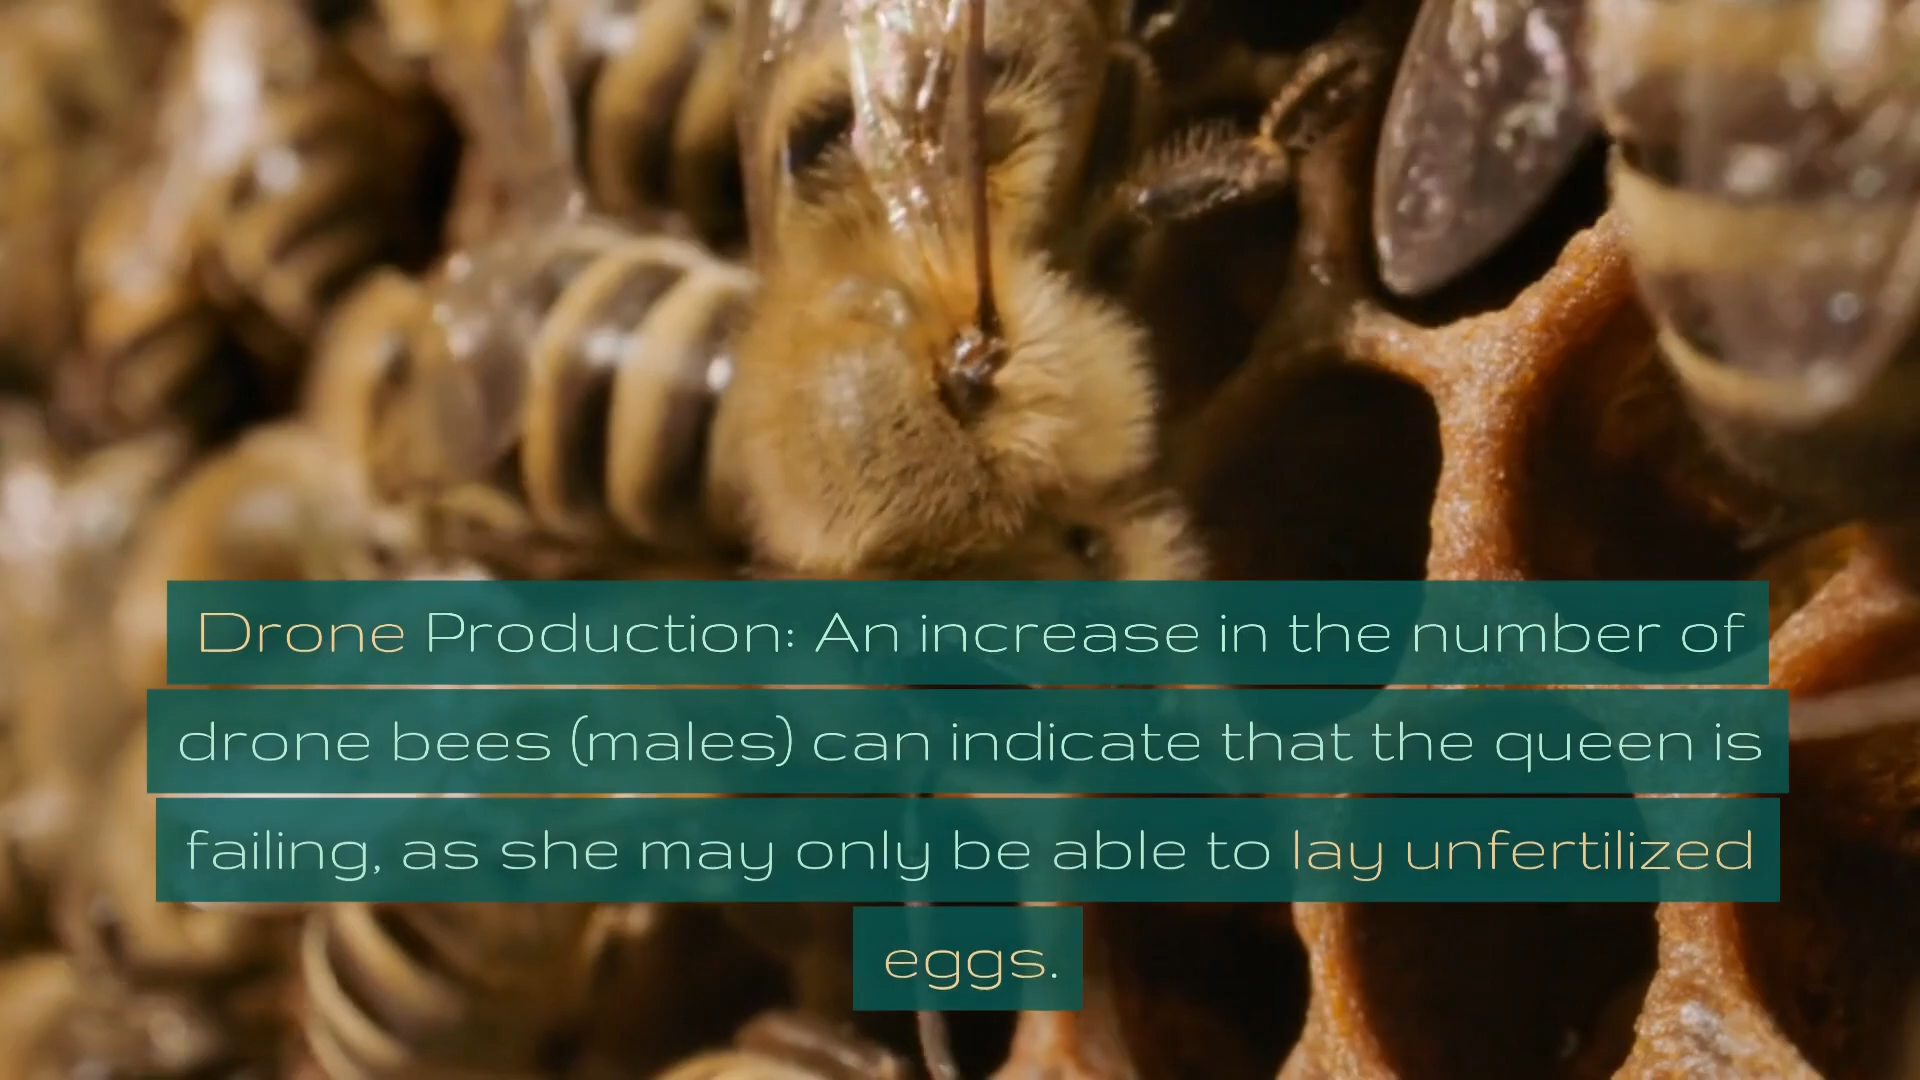 Drone Production: An increase in the number of
drone bees (males) can indicate that the queen is
failing, as she may only be able to lay unfertilized
eggs.